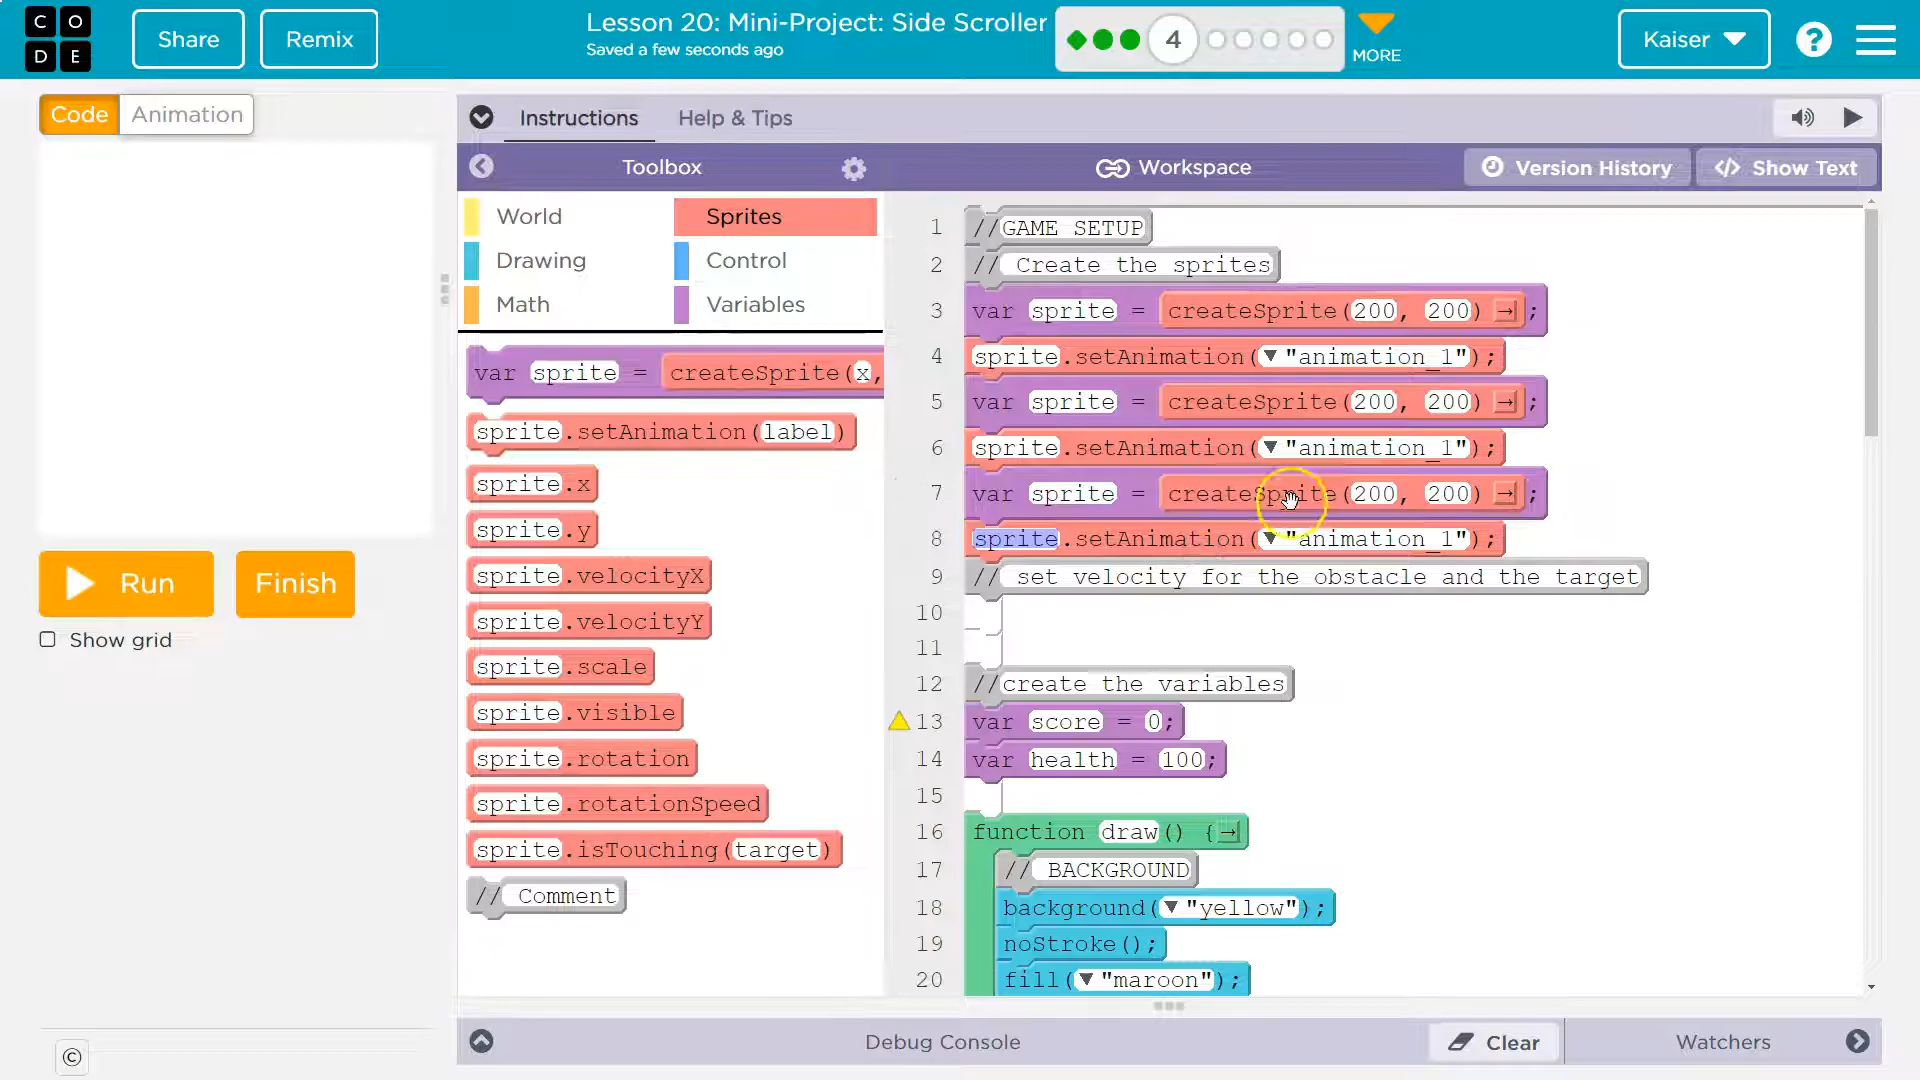 CODE
Share
Remix
Lesson 20: Mini-Project: Side Scroller
Saved a few seconds ago
4
MORE
Kaiser
?
Code
Animation
Instructions
Help & Tips
Toolbox
Workspace
Version History
</> Show Text
World
Sprites
Drawing
Control
Math
Variables
var sprite = createSprite(x,
sprite.setAnimation(label)
sprite.x
sprite.y
sprite.velocityX
sprite.velocityY
sprite.scale
sprite.visible
sprite.rotation
sprite.rotationSpeed
sprite.isTouching(target)
// Comment
1 //GAME SETUP
2 // Create the sprites
3 var sprite = createSprite(200, 200) → ;
4 sprite.setAnimation(▼"animation_1");
5 var sprite = createSprite(200, 200) → ;
6 sprite.setAnimation(▼"animation_1");
7 var sprite = createSprite(200, 200) → ;
8 sprite.setAnimation(▼"animation_1");
9 // set velocity for the obstacle and the target
10
11
12 //create the variables
13 var score = 0;
14 var health = 100;
15
16 function draw() {→
17 // BACKGROUND
18 background(▼"yellow");
19 noStroke();
20 fill(▼"maroon");
Run
Finish
Show grid
©
Debug Console
Clear
Watchers